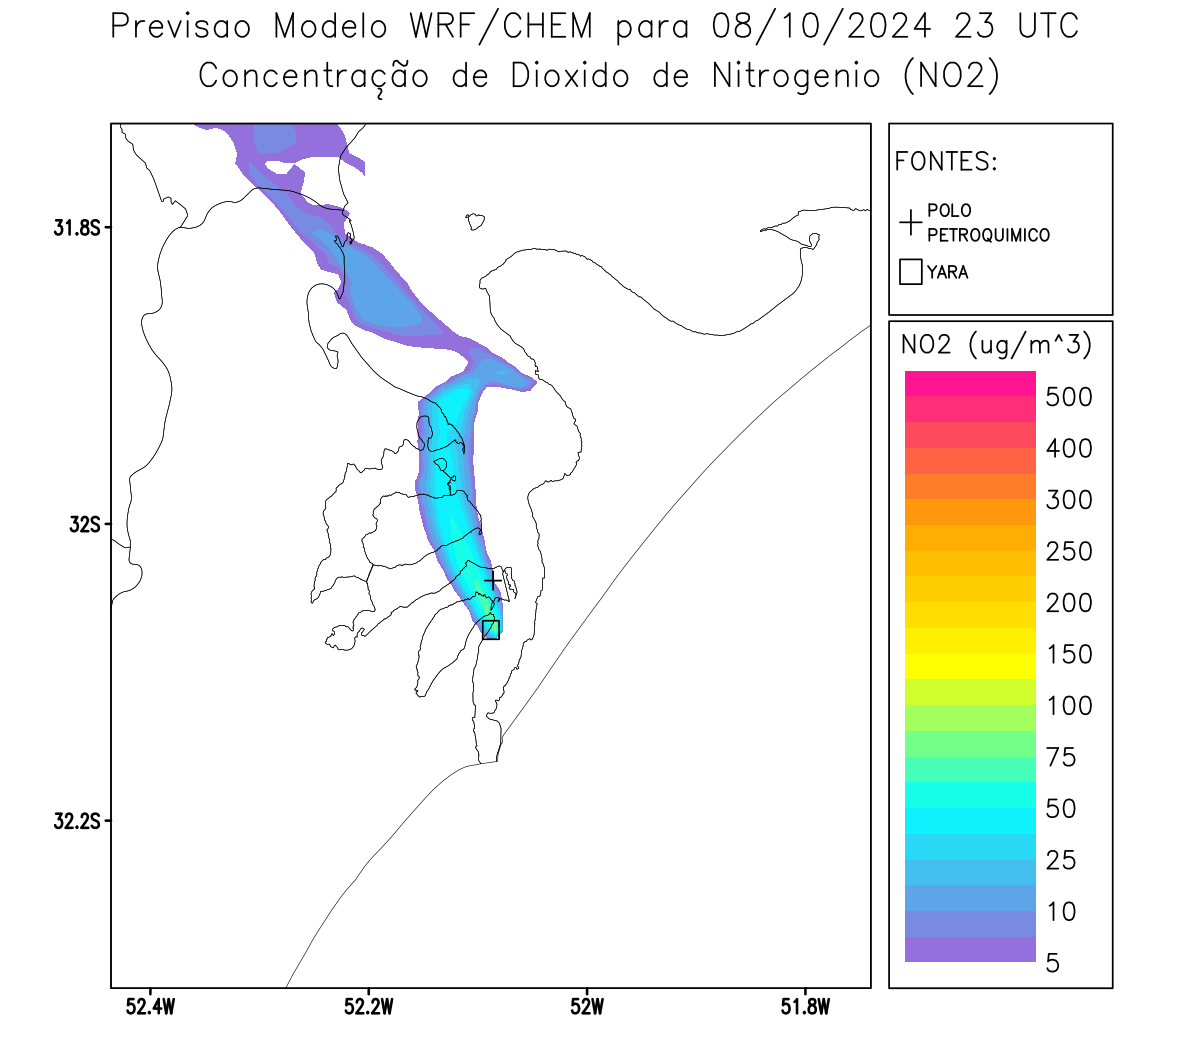 Previsao Modelo WRF/CHEM para 08/10/2024 23 UTC
Concentração de Dioxido de Nitrogenio (NO2)
FONTES:
POLO
PETROQUIMICO
YARA
NO2 (ug/m^3)
500
400
300
250
200
150
100
75
50
25
10
5
31.8S
32S
32.2S
52.4W
52.2W
52W
51.8W